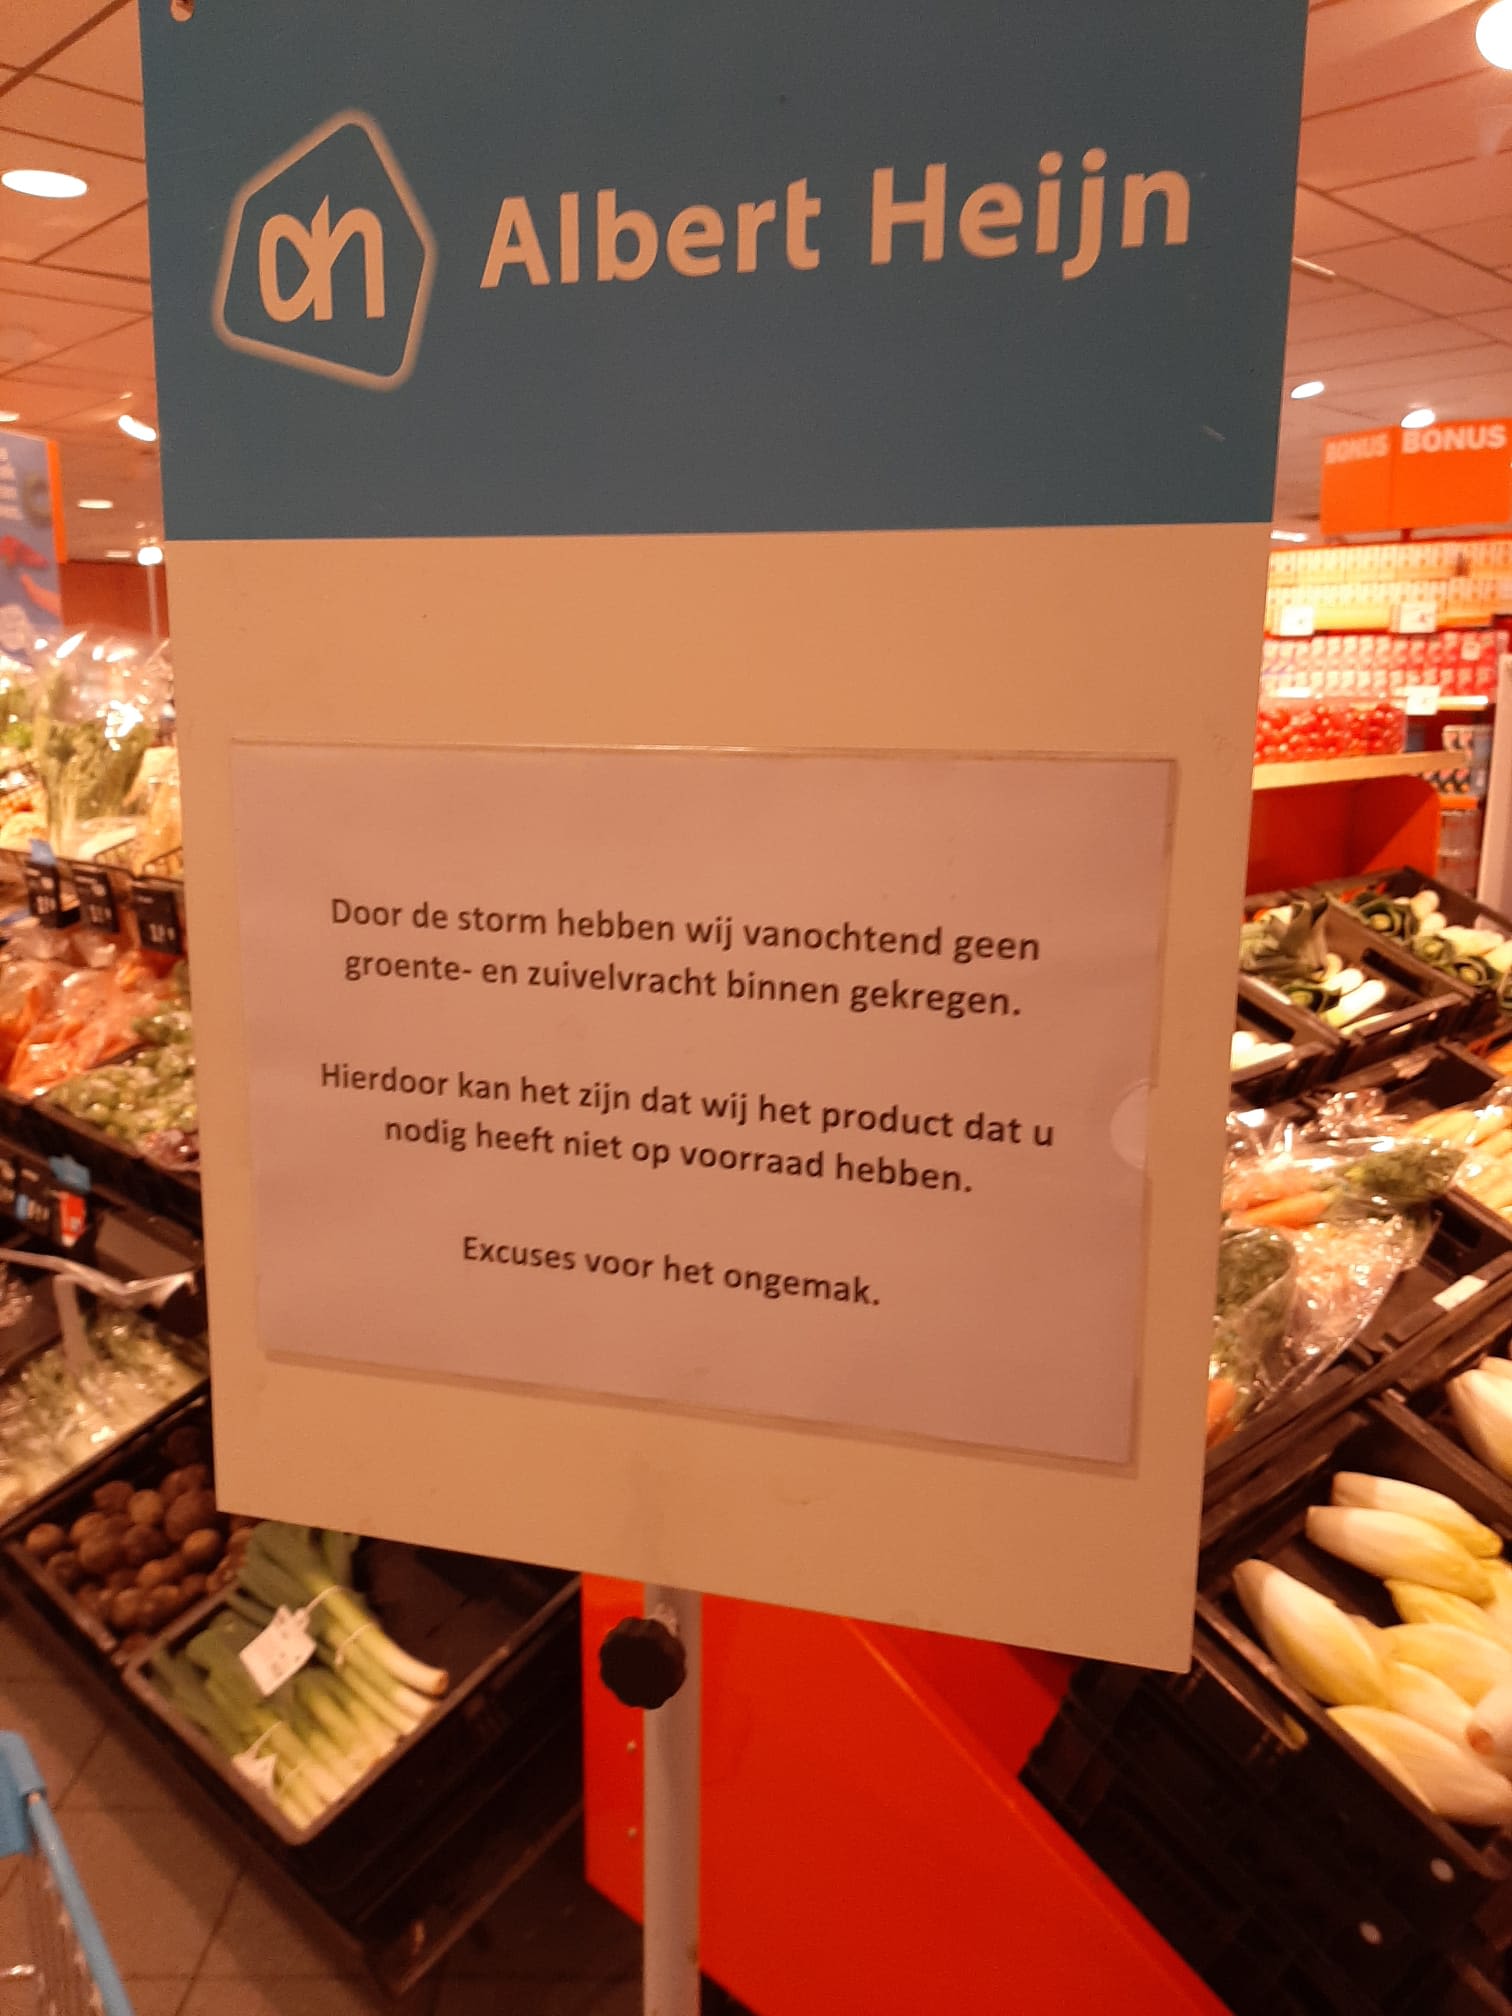 ah Albert Heijn
BONUS BONUS
Door de storm hebben wij vanochtend geen
groente- en zuivelvracht binnen gekregen.
Hierdoor kan het zijn dat wij het product dat u
nodig heeft niet op voorraad hebben.
Excuses voor het ongemak.